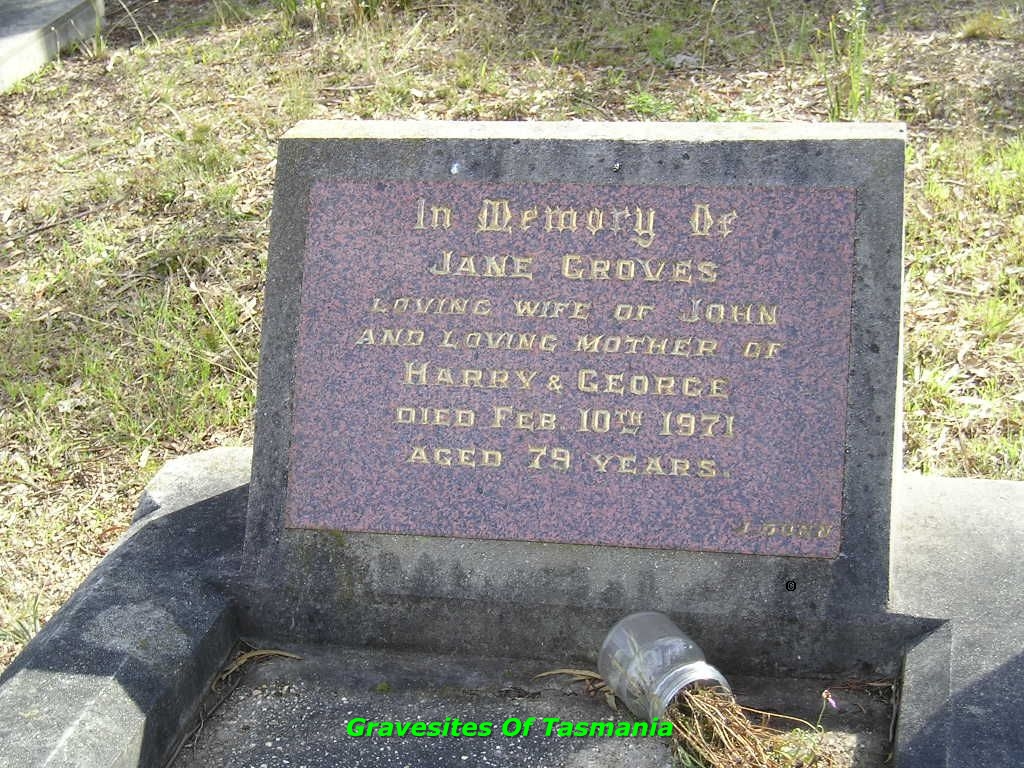 In Memory Of
JANE GROVES
LOVING WIFE OF JOHN
AND LOVING MOTHER OF
HARRY & GEORGE
DIED FEB. 10TH 1971
AGED 79 YEARS.
J. DUNN
Gravesites Of Tasmania